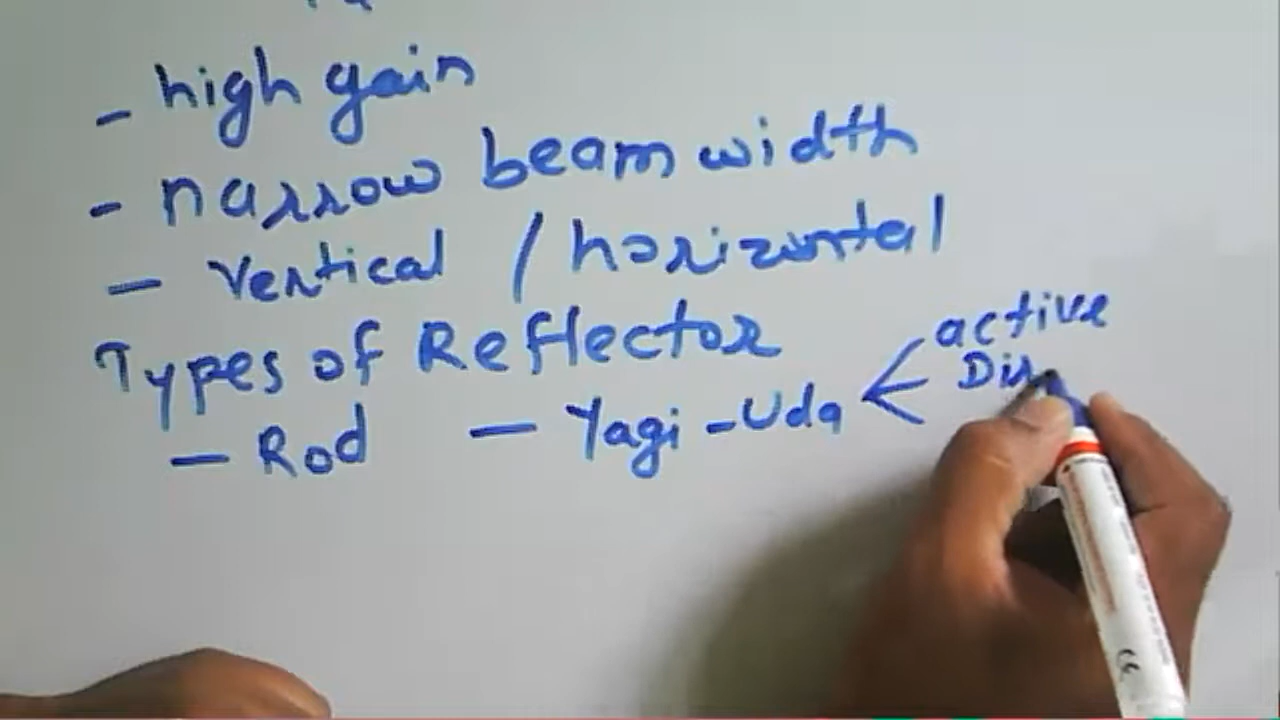 - high gain
- narrow beam width
- Vertical / horizontal
Types of Reflector
- Rod - Yagi-Uda
active